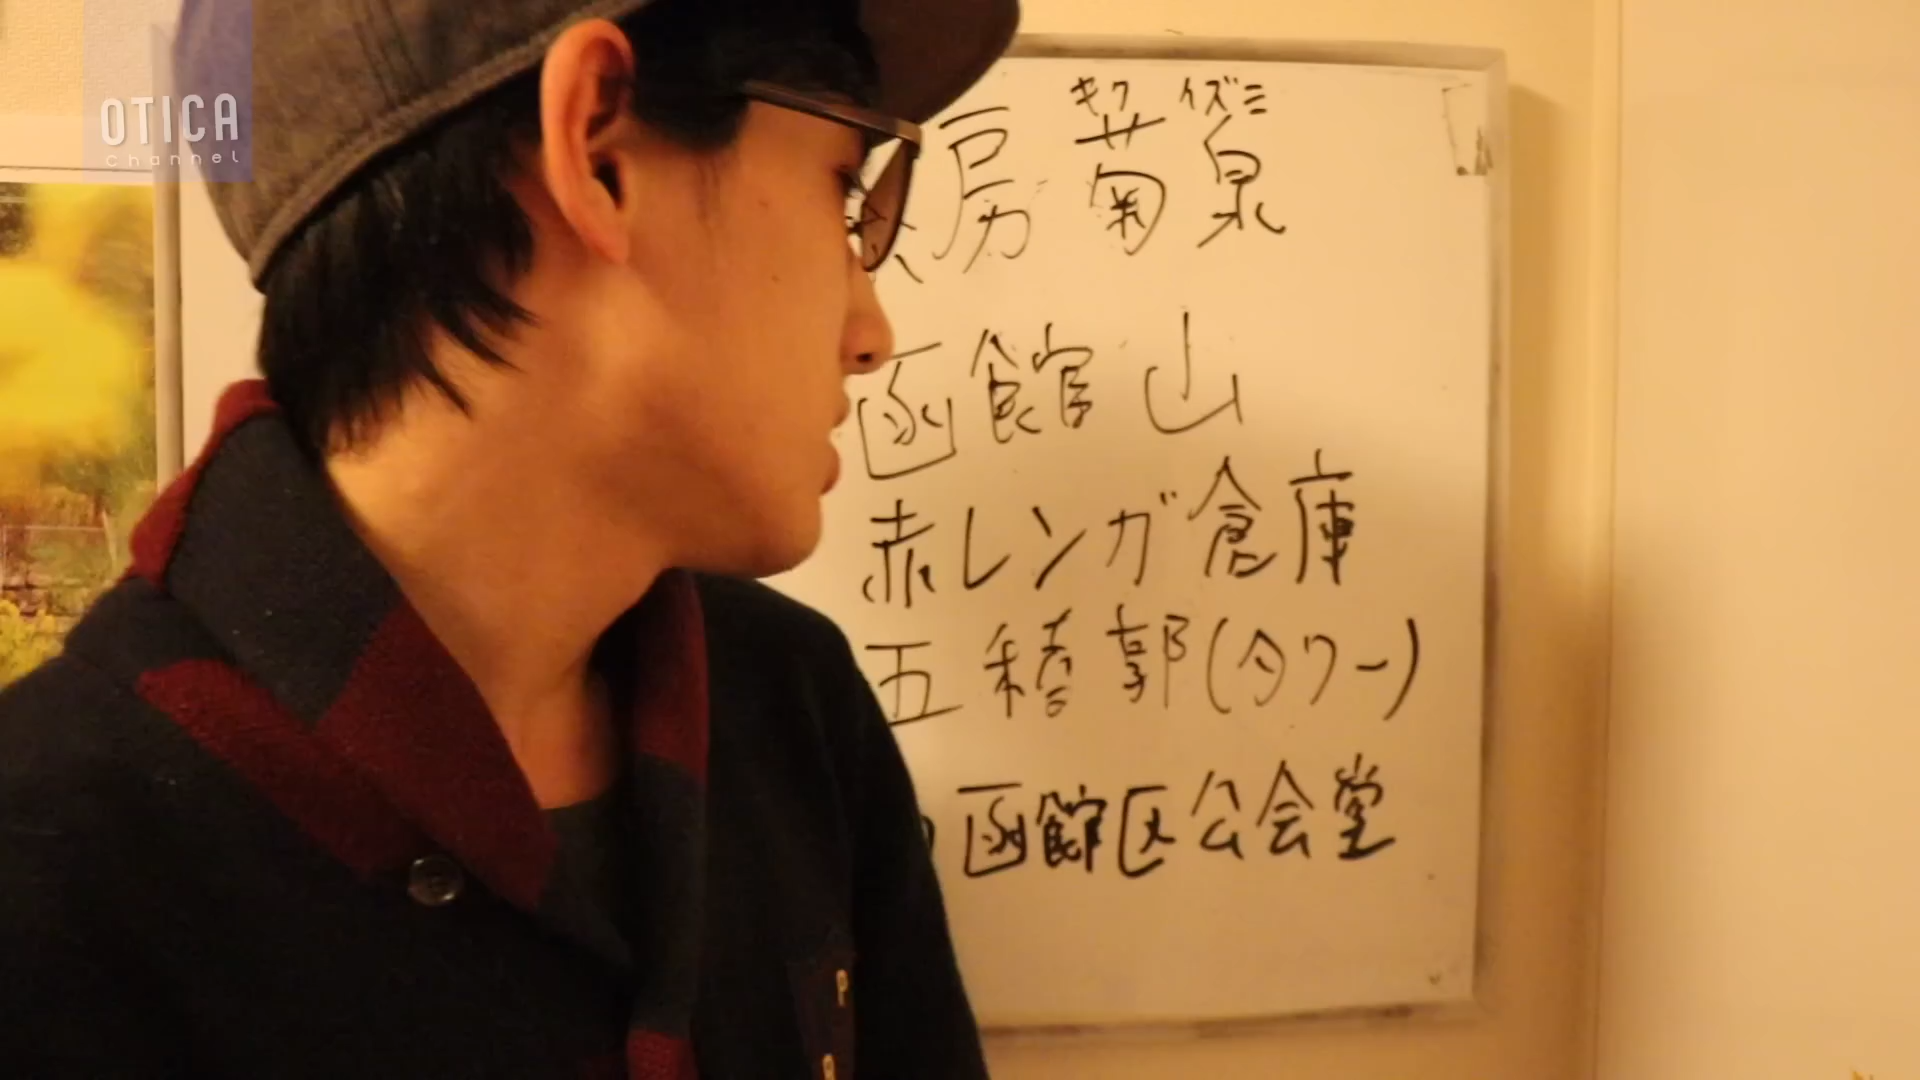 OTICA
Channel
キク イズミ
房 菊 泉
函館山
赤レンガ倉庫
五稜郭(タワー)
函館区公会堂